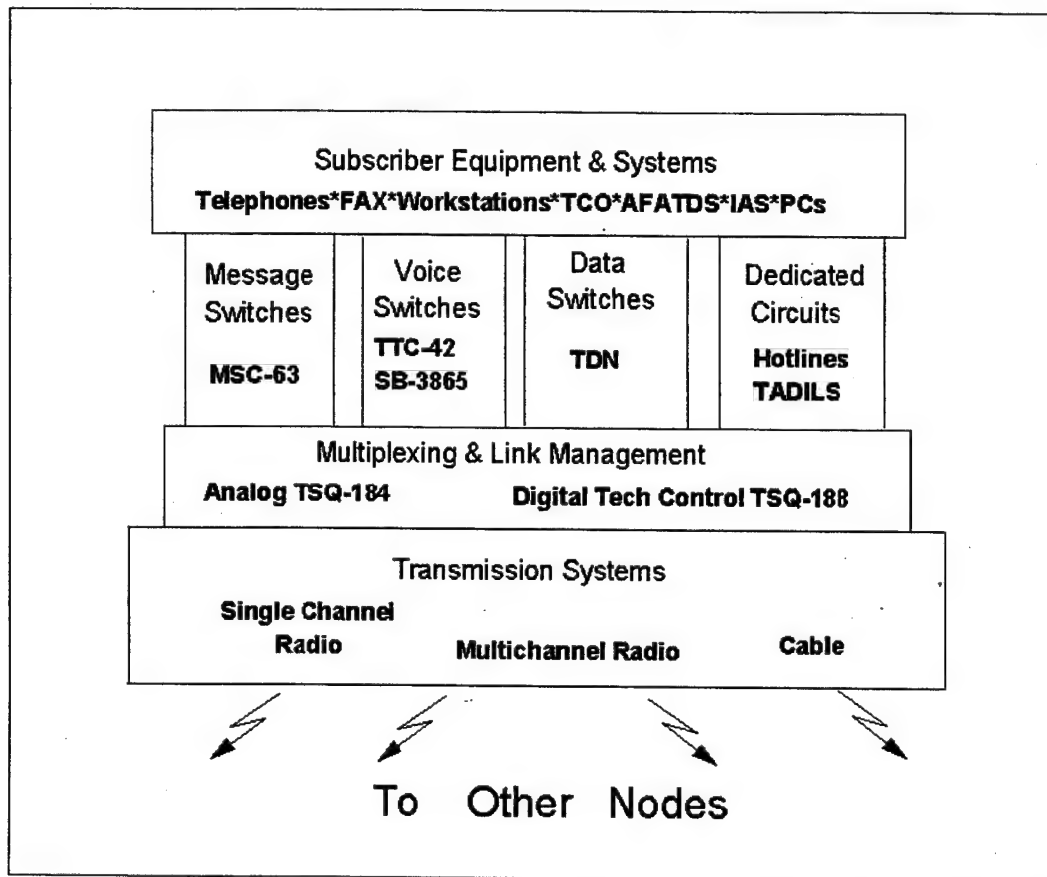 Subscriber Equipment & Systems
Telephones*FAX*Workstations*TCO*AFATDS*IAS*PCs
Message
Switches
MSC-63
Voice
Switches
TTC-42
SB-3865
Data
Switches
TDN
Dedicated
Circuits
Hotlines
TADILS
Multiplexing & Link Management
Analog TSQ-184
Digital Tech Control TSQ-188
Transmission Systems
Single Channel
Radio
Multichannel Radio
Cable
To Other Nodes